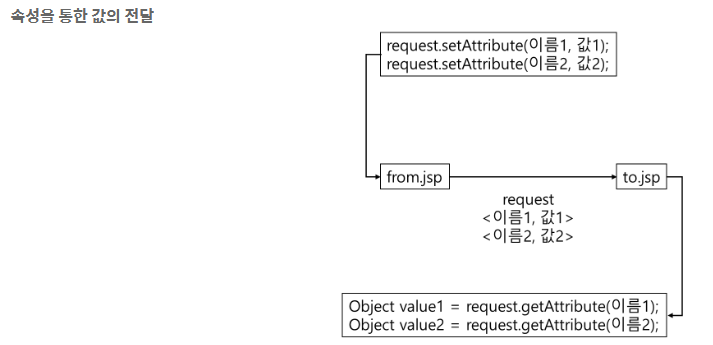 속성을 통한 값의 전달
request.setAttribute(이름1, 값1);
request.setAttribute(이름2, 값2);
from.jsp
to.jsp
request
<이름1, 값1>
<이름2, 값2>
Object value1 = request.getAttribute(이름1);
Object value2 = request.getAttribute(이름2);